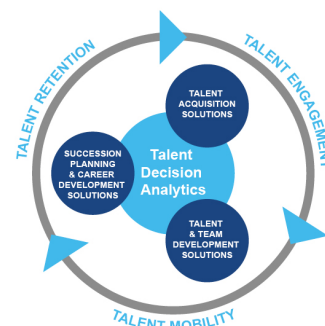 TALENT RETENTION
TALENT ENGAGEMENT
TALENT
ACQUISITION
SOLUTIONS
SUCCESSION
PLANNING
& CAREER
DEVELOPMENT
SOLUTIONS
Talent
Decision
Analytics
TALENT
& TEAM
DEVELOPMENT
SOLUTIONS
TALENT MOBILITY